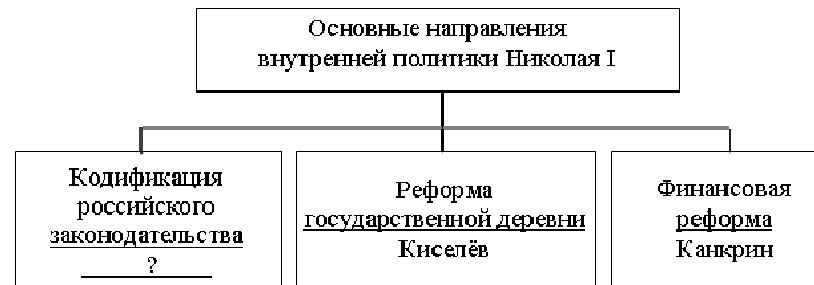 Основные направления
внутренней политики Николая I
Кодификация
российского
законодательства
?
Реформа
государственной деревни
Киселёв
Финансовая
реформа
Канкрин